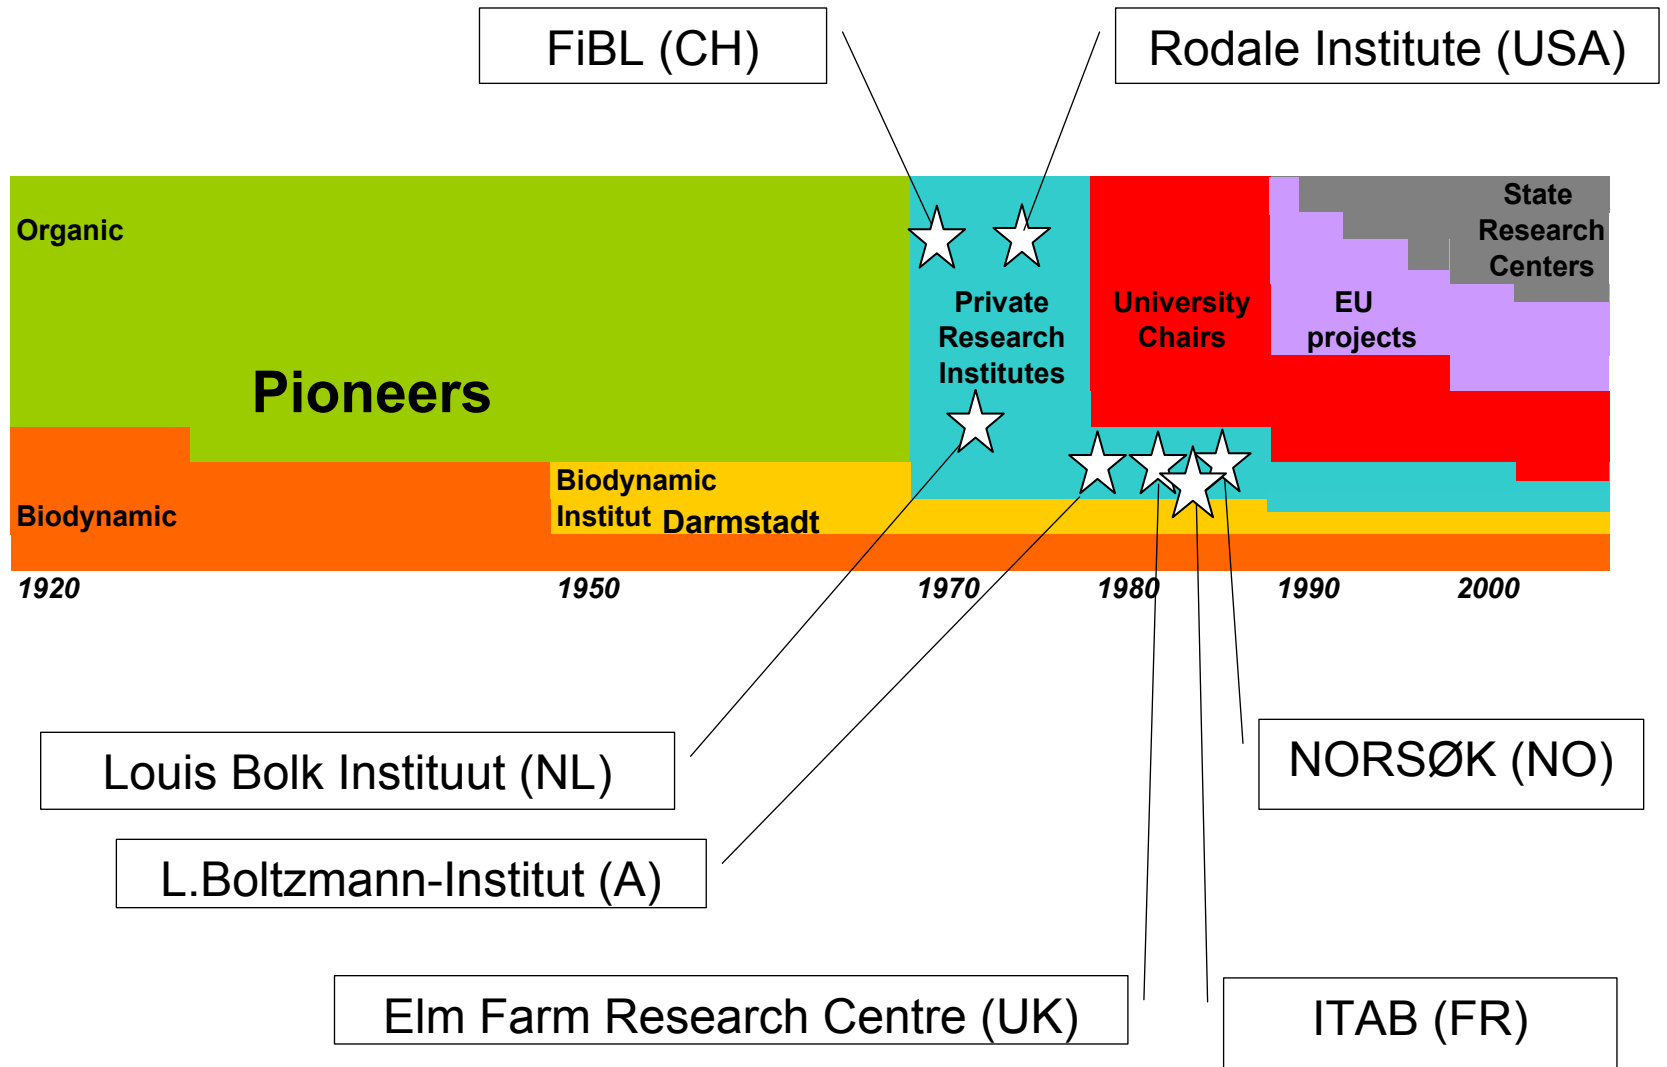 FiBL (CH)
Rodale Institute (USA)
Organic
Pioneers
Biodynamic
Biodynamic
Institut Darmstadt
Private
Research
Institutes
University
Chairs
EU
projects
State
Research
Centers
1920
1950
1970
1980
1990
2000
Louis Bolk Instituut (NL)
NORSØK (NO)
L.Boltzmann-Institut (A)
Elm Farm Research Centre (UK)
ITAB (FR)